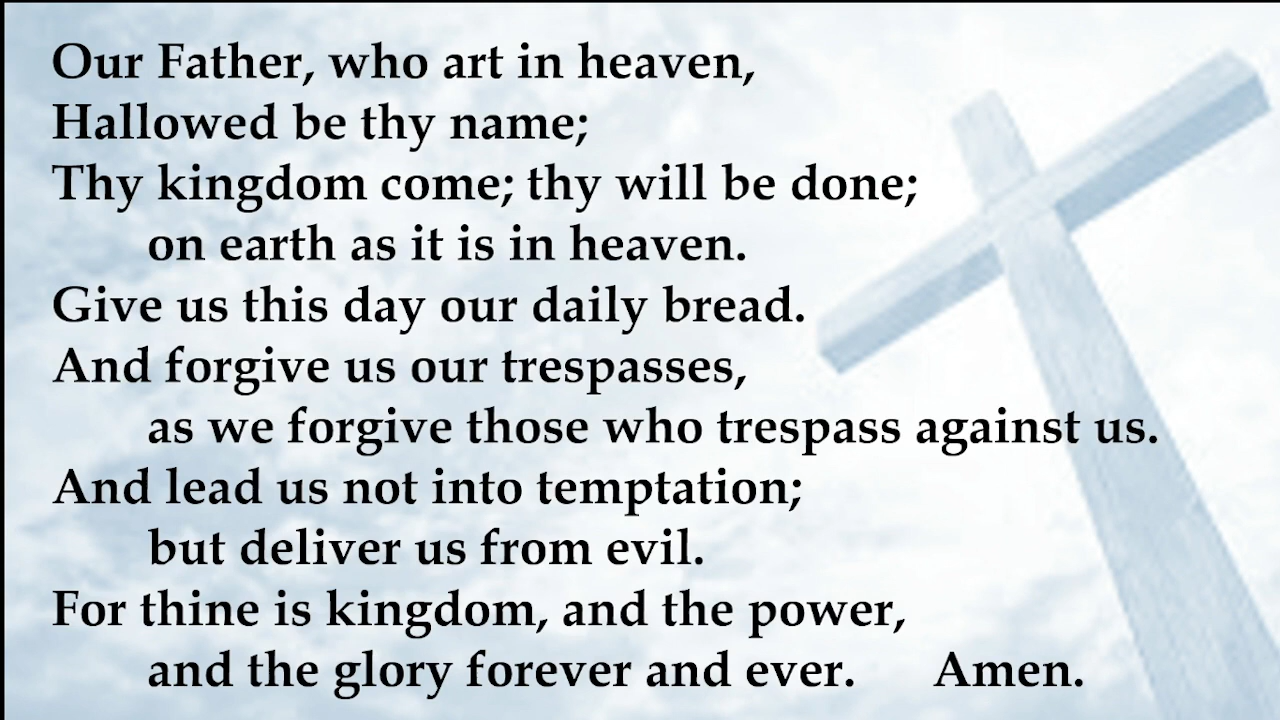 Our Father, who art in heaven,
Hallowed be thy name;
Thy kingdom come; thy will be done;
on earth as it is in heaven.
Give us this day our daily bread.
And forgive us our trespasses,
as we forgive those who trespass against us.
And lead us not into temptation;
but deliver us from evil.
For thine is kingdom, and the power,
and the glory forever and ever. Amen.